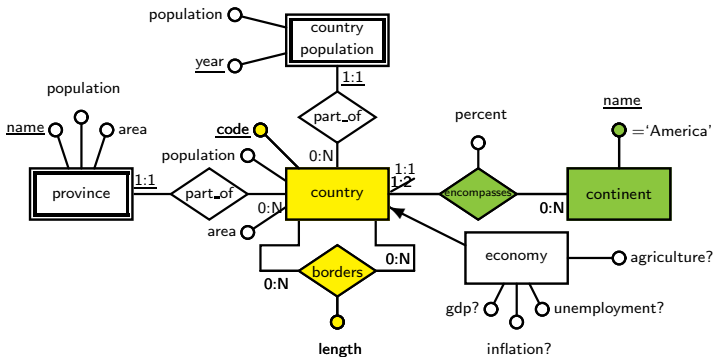 population
country
population
year
1:1
population
percent
name
name
area
code
part_of
='America'
population
0:N
1:1
1:2
province
1:1
part_of
country
encompasses
continent
0:N
0:N
area
economy
agriculture?
borders
0:N
0:N
gdp?
unemployment?
length
inflation?